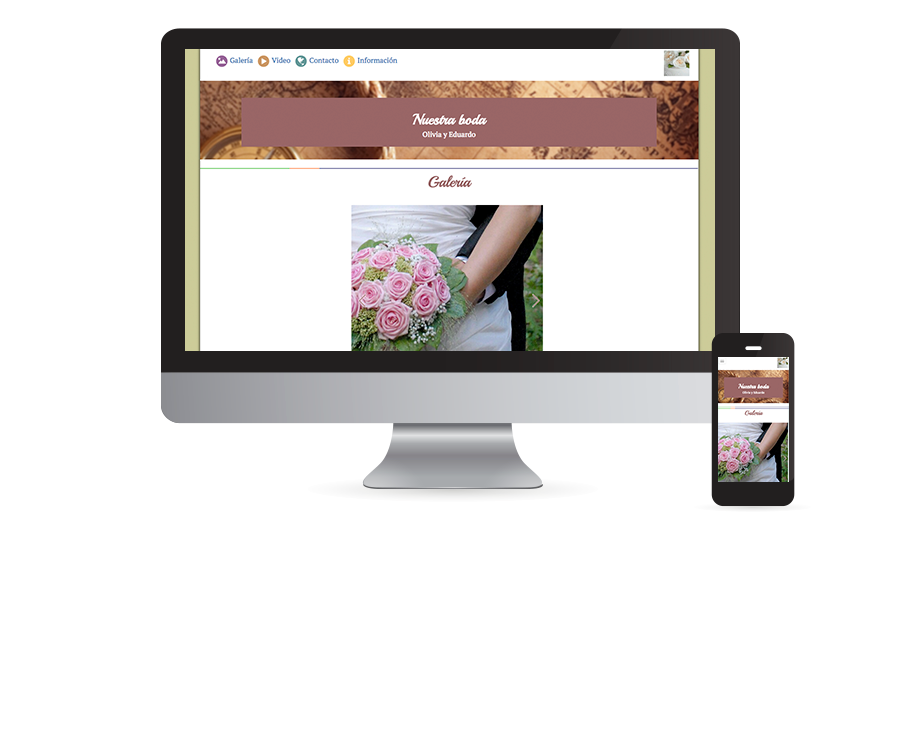 Galería Video Contacto Información
Nuestra boda
Olivia y Eduardo
Galería
Nuestra boda
Olivia y Eduardo
Galería